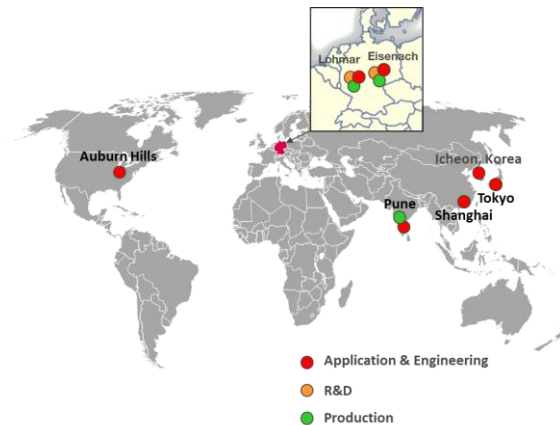 Lohmar
Eisenach
Auburn Hills
Icheon, Korea
Tokyo
Pune
Shanghai
Application & Engineering
R&D
Production